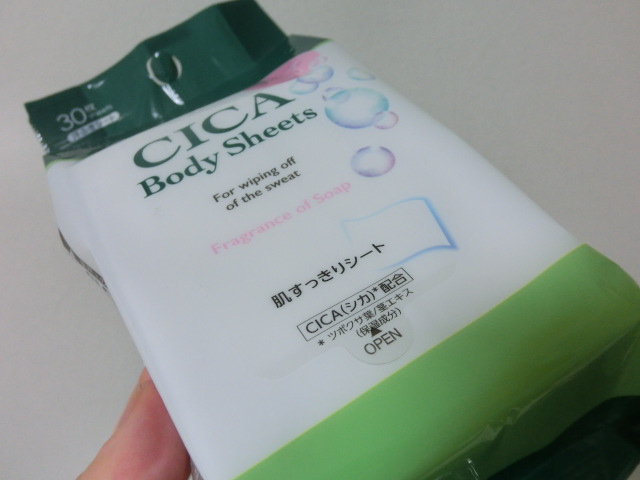 30枚
CICA
Body Sheets
For wiping off
of the sweat
Fragrance of Soap
肌すっきりシート
CICA(シカ)*配合
* ツボクサ葉/茎エキス
(保湿成分)
OPEN